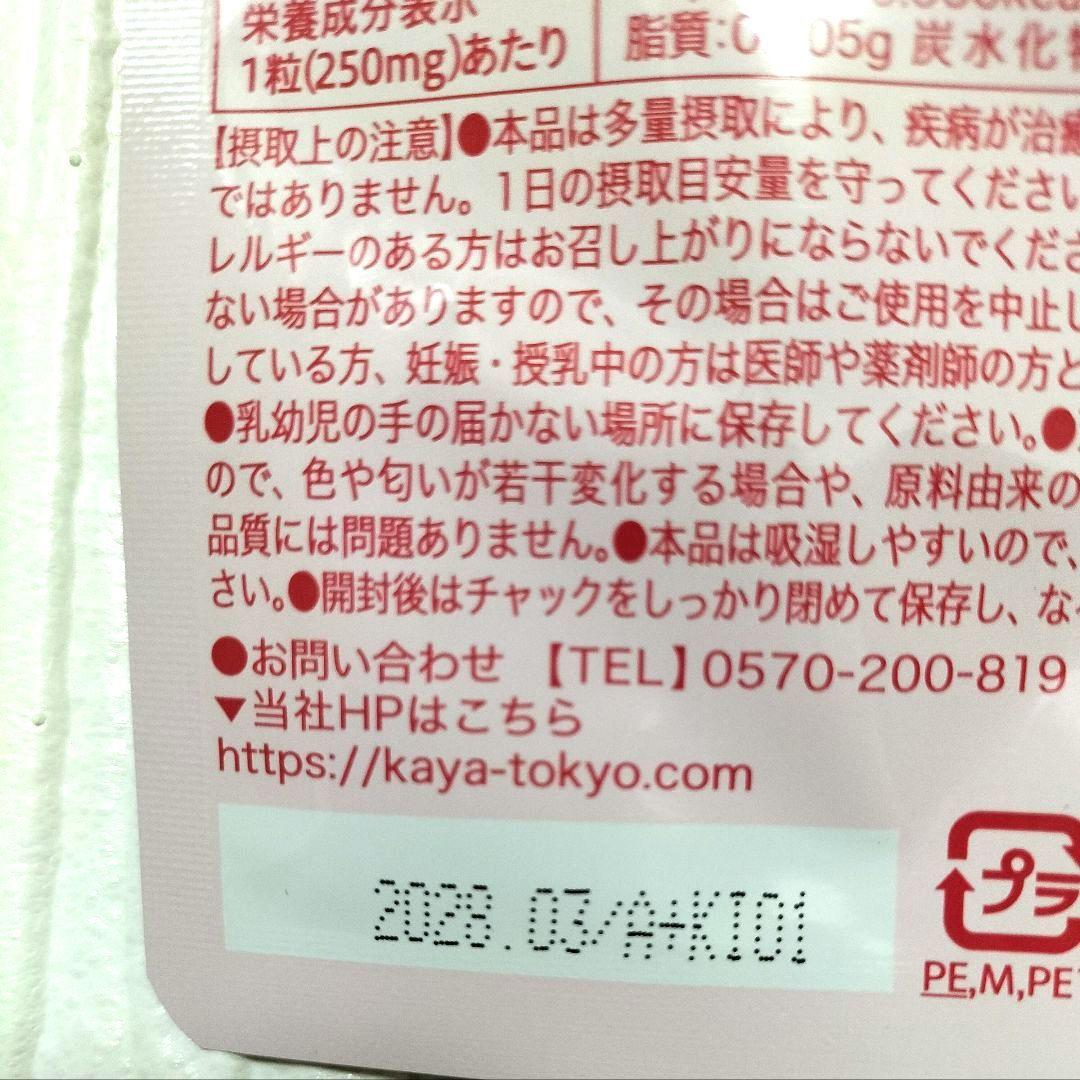 栄養成分表示
1粒(250mg)あたり
脂質:0 05g 炭水化
【摂取上の注意】●本品は多量摂取により、疾病が治
ではありません。1日の摂取目安量を守ってください
レルギーのある方はお召し上がりにならないでくだ
ない場合がありますので、その場合はご使用を中止し
している方、妊娠・授乳中の方は医師や薬剤師の方と
●乳幼児の手の届かない場所に保存してください。●
ので、色や匂いが若干変化する場合や、原料由来の
品質には問題ありません。●本品は吸湿しやすいので、
さい。●開封後はチャックをしっかり閉めて保存し、な
●お問い合わせ 【TEL】0570-200-819
▼当社HPはこちら
https://kaya-tokyo.com
2028.03/A+KI01
プラ
PE,M,PE